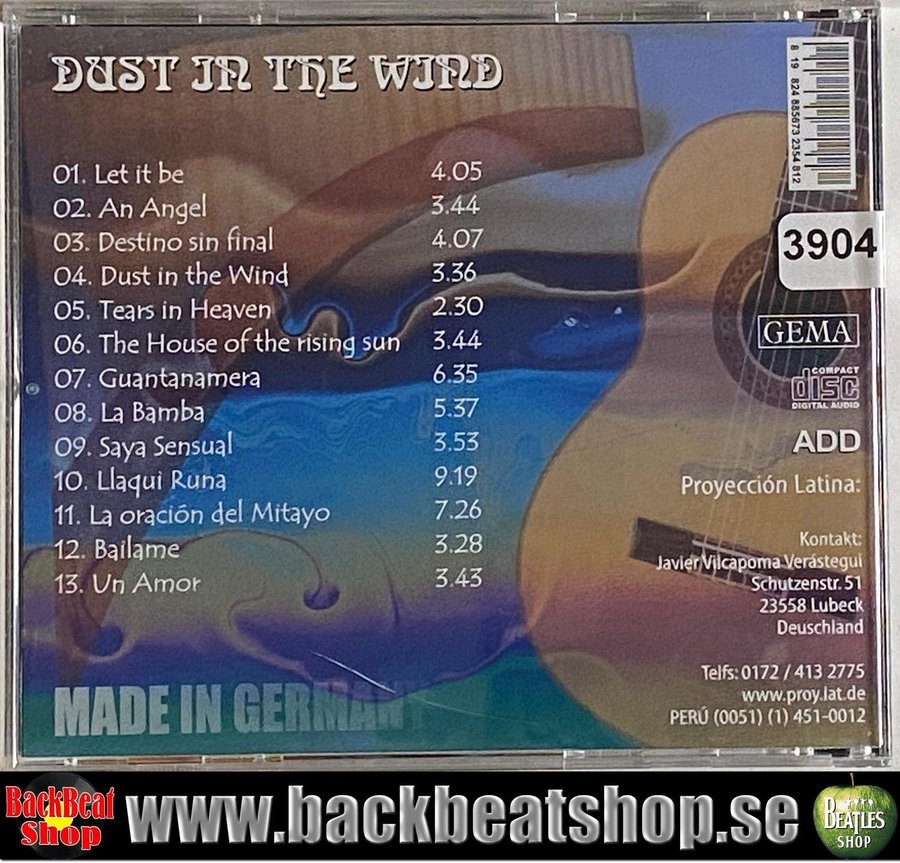 DUST IN THE WIND
8 19 824 885673 2354 812
01. Let it be 4.05
02. An Angel 3.44
03. Destino sin final 4.07
04. Dust in the Wind 3.36
05. Tears in Heaven 2.30
06. The House of the rising sun 3.44
07. Guantanamera 6.35
08. La Bamba 5.37
09. Saya Sensual 3.53
10. Llaqui Runa 9.19
11. La oración del Mitayo 7.26
12. Bailame 3.28
13. Un Amor 3.43
3904
GEMA
COMPACT
disc
DIGITAL AUDIO
ADD
Proyección Latina:
Kontakt:
Javier Vilcapoma Verástegui
Schutzenstr. 51
23558 Lubeck
Deuschland
Telfs: 0172 / 413 2775
www.proy.lat.de
PERÚ (0051) (1) 451-0012
MADE IN GERMANY
BackBeat
Shop
www.backbeatshop.se
BEATLES
SHOP